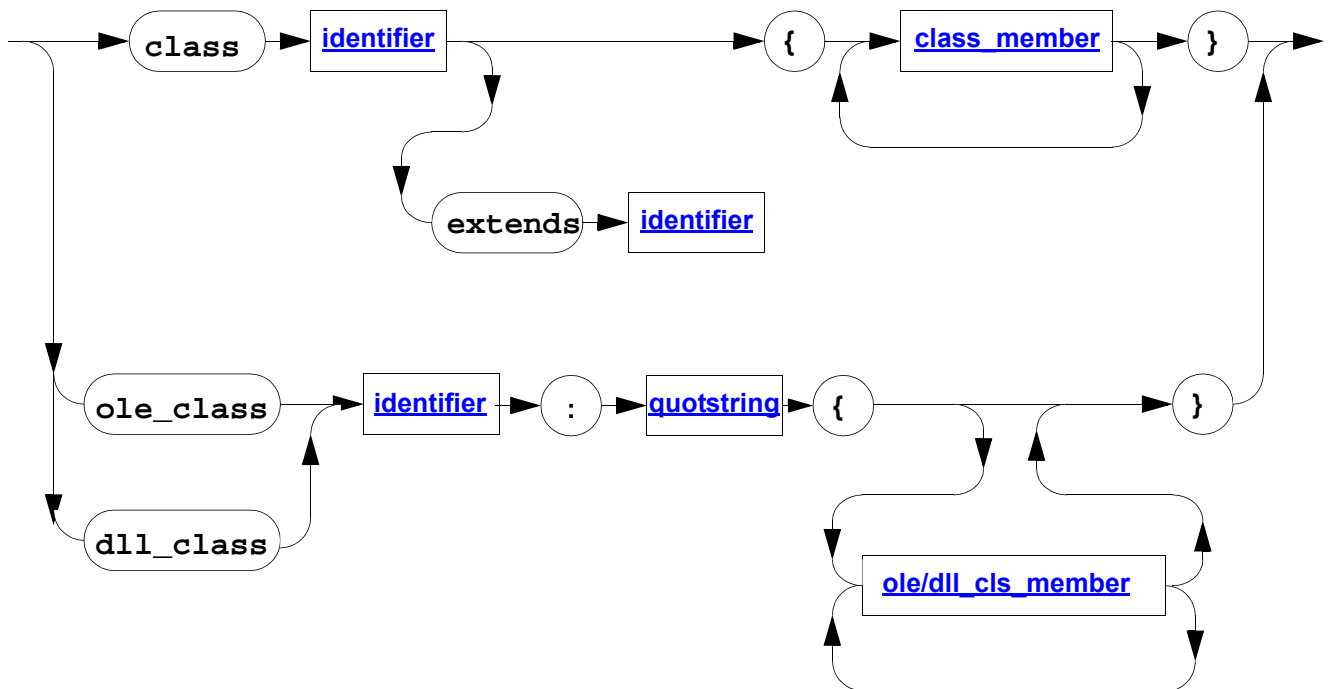 class identifier { class_member }
extends identifier
ole_class identifier : quotstring { }
dll_class
ole/dll_cls_member